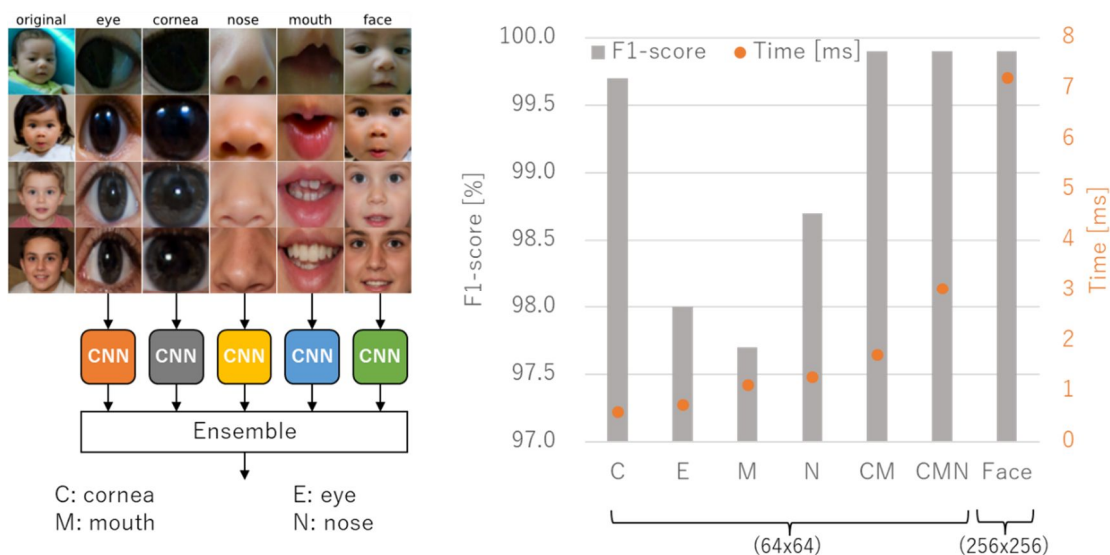 original eye cornea nose mouth face
CNN CNN CNN CNN CNN
Ensemble
C: cornea E: eye
M: mouth N: nose
F1-score Time [ms]
F1-score [%]
100.0
99.5
99.0
98.5
98.0
97.5
97.0
Time [ms]
8
7
6
5
4
3
2
1
0
C E M N CM CMN Face
(64x64) (256x256)